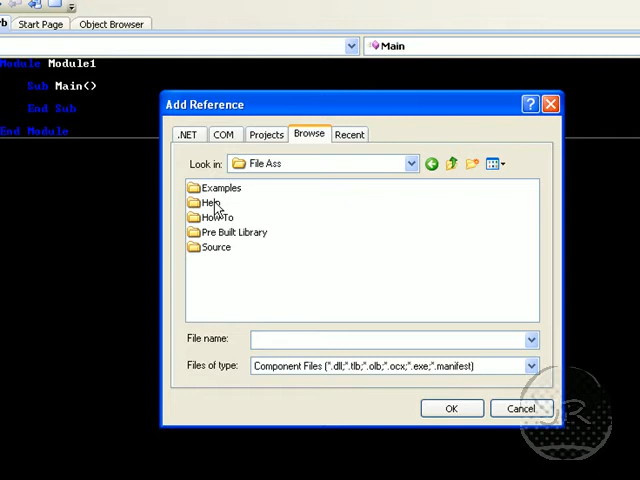 rb
Start Page
Object Browser
Main
Module Module1
Sub Main()
End Sub
End Module
Add Reference
.NET
COM
Projects
Browse
Recent
Look in:
File Ass
Examples
Help
How To
Pre Built Library
Source
File name:
Files of type:
Component Files (*.dll;*.tlb;*.olb;*.ocx;*.exe;*.manifest)
OK
Cancel